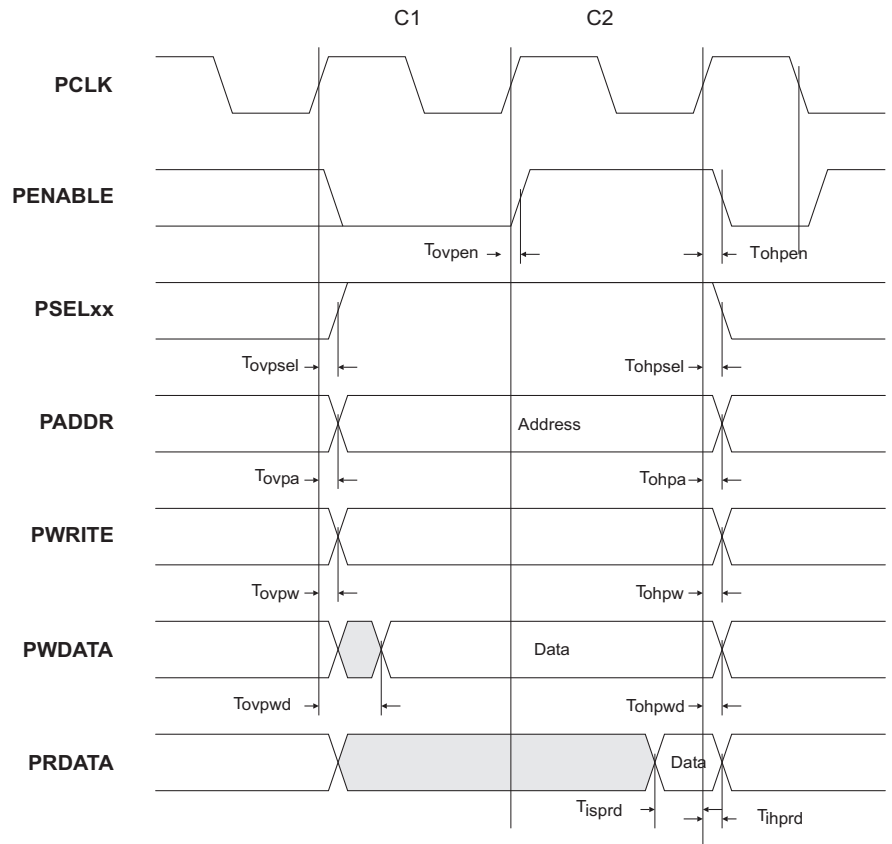 C1 C2
PCLK
PENABLE
Tovpen Tohpen
PSELxx
Tovpsel Tohpsel
PADDR Address
Tovpa Tohpa
PWRITE
Tovpw Tohpw
PWDATA Data
Tovpwd Tohpwd
PRDATA Data
Tisprd Tihprd